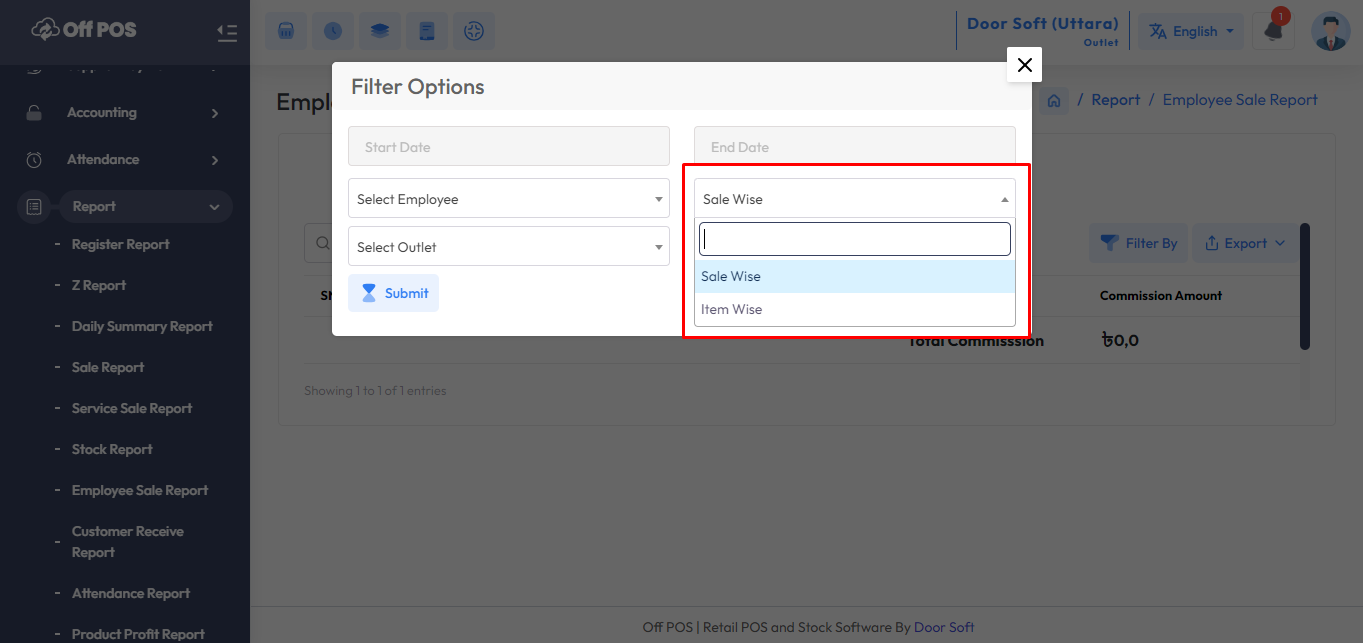 Off POS
Door Soft (Uttara)
Outlet
English
1
Accounting
Attendance
Report
Register Report
Z Report
Daily Summary Report
Sale Report
Service Sale Report
Stock Report
Employee Sale Report
Customer Receive
Report
Attendance Report
Product Profit Report
/ Report / Employee Sale Report
Filter Options
Start Date
End Date
Select Employee
Sale Wise
Select Outlet
Sale Wise
Item Wise
Submit
Filter By
Export
Commission Amount
Total Commisssion
৳0,0
Showing 1 to 1 of 1 entries
Off POS | Retail POS and Stock Software By Door Soft